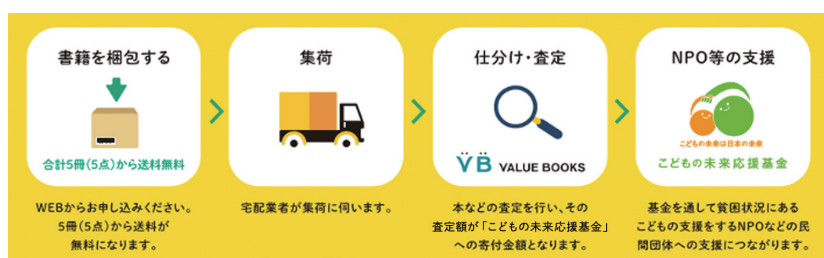 書籍を梱包する
合計5冊(5点)から送料無料
WEBからお申し込みください。
5冊(5点)から送料が
無料になります。
集荷
宅配業者が集荷に伺います。
仕分け・査定
VB VALUE BOOKS
本などの査定を行い、その
査定額が「こどもの未来応援基金」
への寄付金額となります。
NPO等の支援
こどもの未来は日本の未来
こどもの未来応援基金
基金を通して貧困状況にある
こどもの支援をするNPOなどの民
間団体への支援につながります。